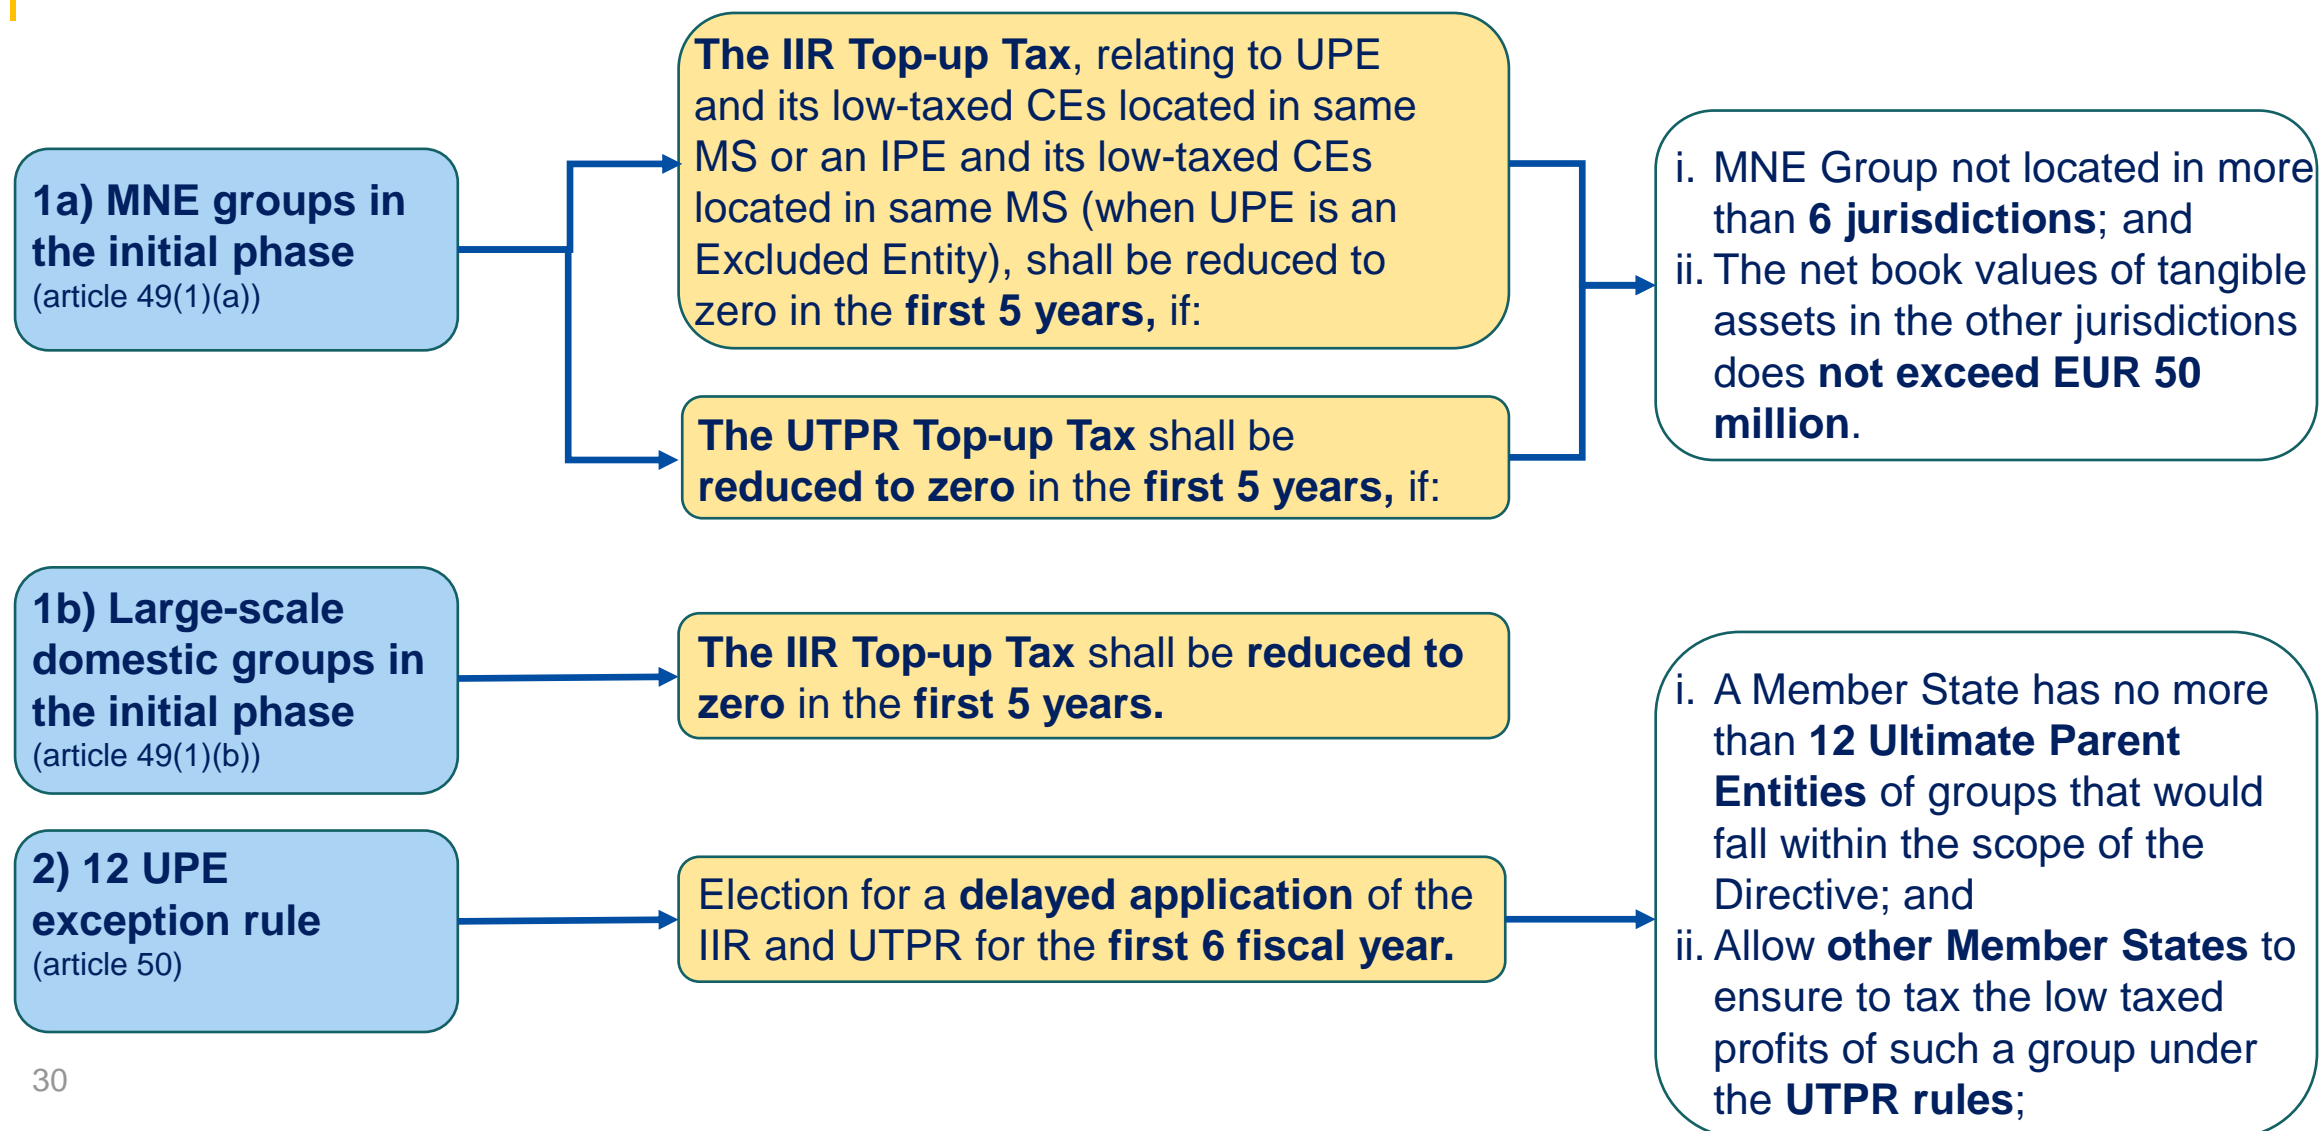 1a) MNE groups in
the initial phase
(article 49(1)(a))
The IIR Top-up Tax, relating to UPE
and its low-taxed CEs located in same
MS or an IPE and its low-taxed CEs
located in same MS (when UPE is an
Excluded Entity), shall be reduced to
zero in the first 5 years, if:
The UTPR Top-up Tax shall be
reduced to zero in the first 5 years, if:
i. MNE Group not located in more
than 6 jurisdictions; and
ii. The net book values of tangible
assets in the other jurisdictions
does not exceed EUR 50
million.
1b) Large-scale
domestic groups in
the initial phase
(article 49(1)(b))
The IIR Top-up Tax shall be reduced to
zero in the first 5 years.
2) 12 UPE
exception rule
(article 50)
Election for a delayed application of the
IIR and UTPR for the first 6 fiscal year.
i. A Member State has no more
than 12 Ultimate Parent
Entities of groups that would
fall within the scope of the
Directive; and
ii. Allow other Member States to
ensure to tax the low taxed
profits of such a group under
the UTPR rules;
30